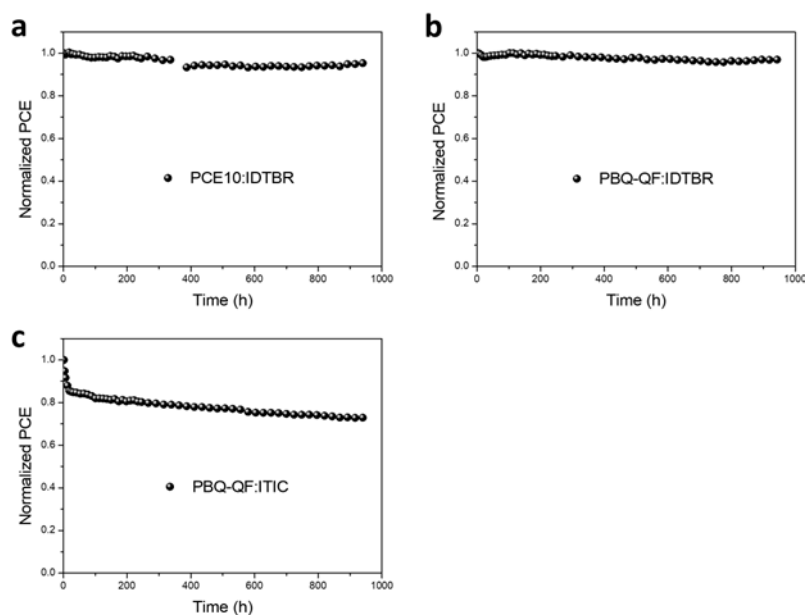 a
Normalized PCE
1.0
0.8
0.6
0.4
0.2
0.0
PCE10:IDTBR
0 200 400 600 800 1000
Time (h)
b
Normalized PCE
1.0
0.8
0.6
0.4
0.2
0.0
PBQ-QF:IDTBR
0 200 400 600 800 1000
Time (h)
c
Normalized PCE
1.0
0.8
0.6
0.4
0.2
0.0
PBQ-QF:ITIC
0 200 400 600 800 1000
Time (h)